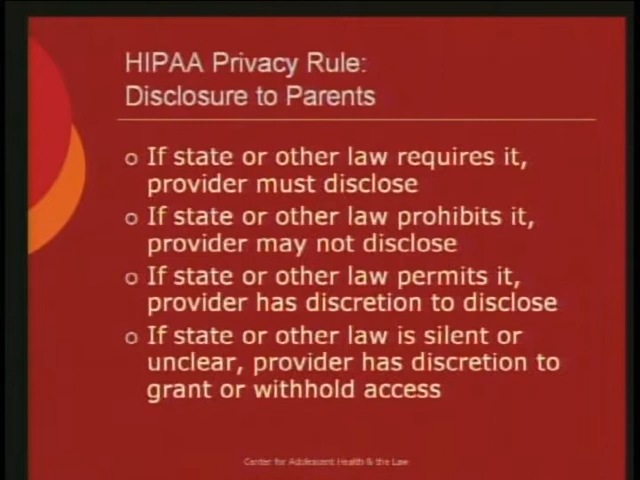 HIPAA Privacy Rule:
Disclosure to Parents
o If state or other law requires it,
provider must disclose
o If state or other law prohibits it,
provider may not disclose
o If state or other law permits it,
provider has discretion to disclose
o If state or other law is silent or
unclear, provider has discretion to
grant or withhold access
Center for Adolescent Health & the Law